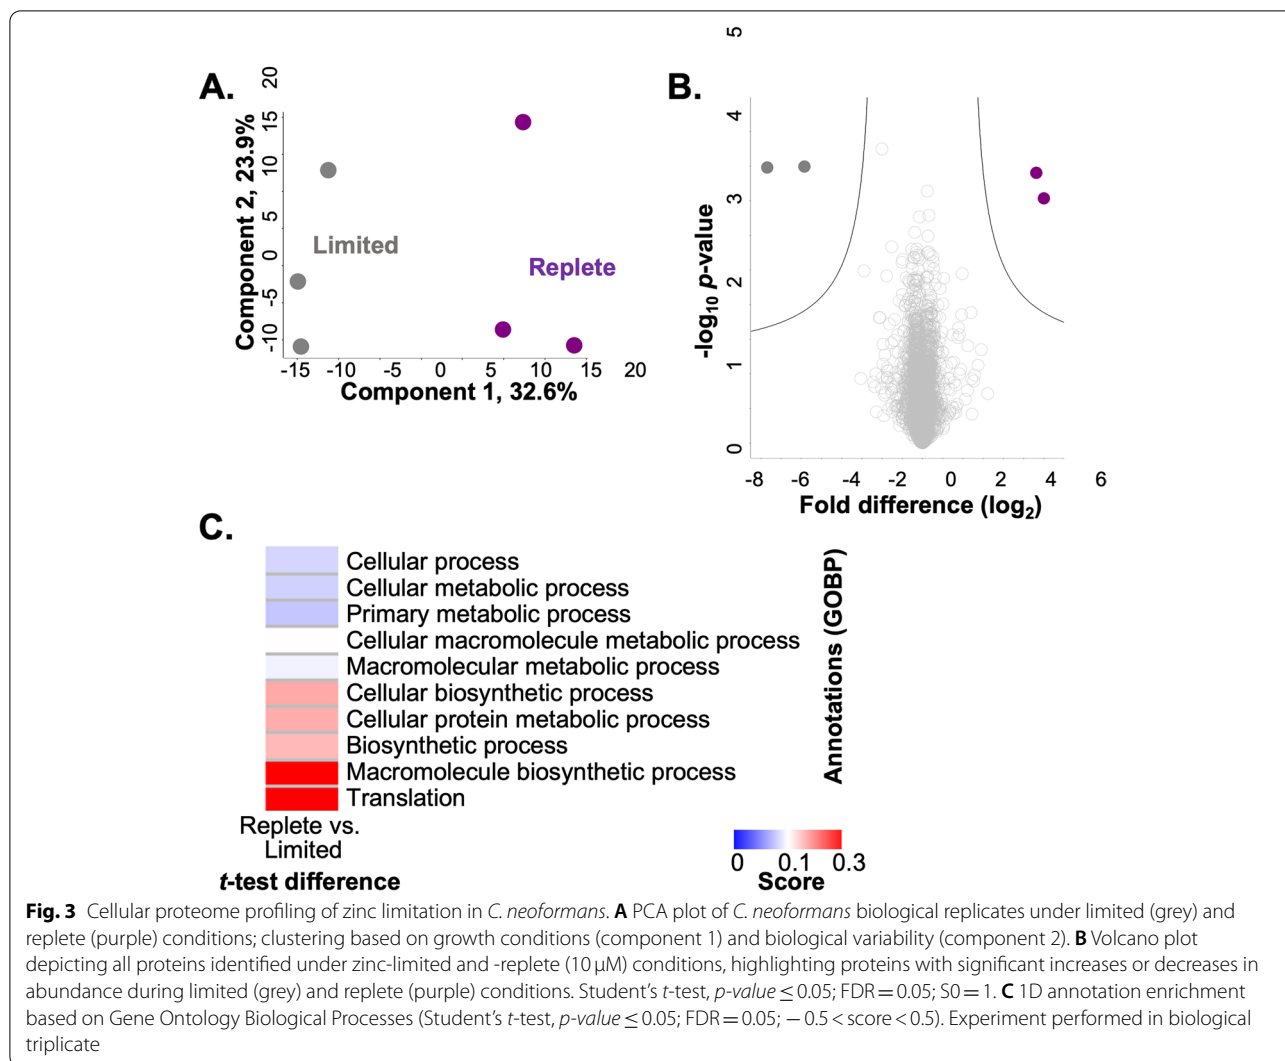 A.
20
15
10
5
0
-5
-10
Component 2, 23.9%
Limited
Replete
-15 -10 5 0 5 10 15 20
Component 1, 32.6%
B.
5
4
3
2
1
0
-log10 p-value
-8 -6 -4 -2 0 2 4 6
Fold difference (log2)
C.
Cellular process
Cellular metabolic process
Primary metabolic process
Cellular macromolecule metabolic process
Macromolecular metabolic process
Cellular biosynthetic process
Cellular protein metabolic process
Biosynthetic process
Macromolecule biosynthetic process
Translation
Annotations (GOBP)
Replete vs.
Limited
t-test difference
0 0.1 0.3
Score
Fig. 3 Cellular proteome profiling of zinc limitation in C. neoformans. A PCA plot of C. neoformans biological replicates under limited (grey) and
replete (purple) conditions; clustering based on growth conditions (component 1) and biological variability (component 2). B Volcano plot
depicting all proteins identified under zinc-limited and -replete (10 μM) conditions, highlighting proteins with significant increases or decreases in
abundance during limited (grey) and replete (purple) conditions. Student's t-test, p-value ≤ 0.05; FDR = 0.05; S0 = 1. C 1D annotation enrichment
based on Gene Ontology Biological Processes (Student's t-test, p-value ≤ 0.05; FDR = 0.05; − 0.5 < score < 0.5). Experiment performed in biological
triplicate